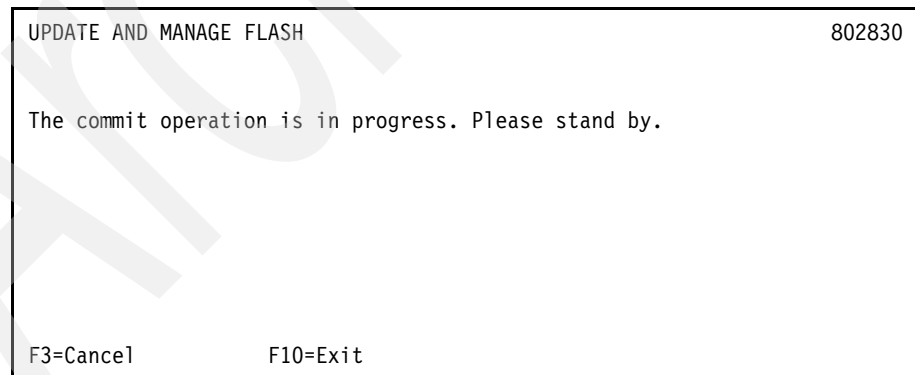 UPDATE AND MANAGE FLASH 802830
The commit operation is in progress. Please stand by.
F3=Cancel F10=Exit